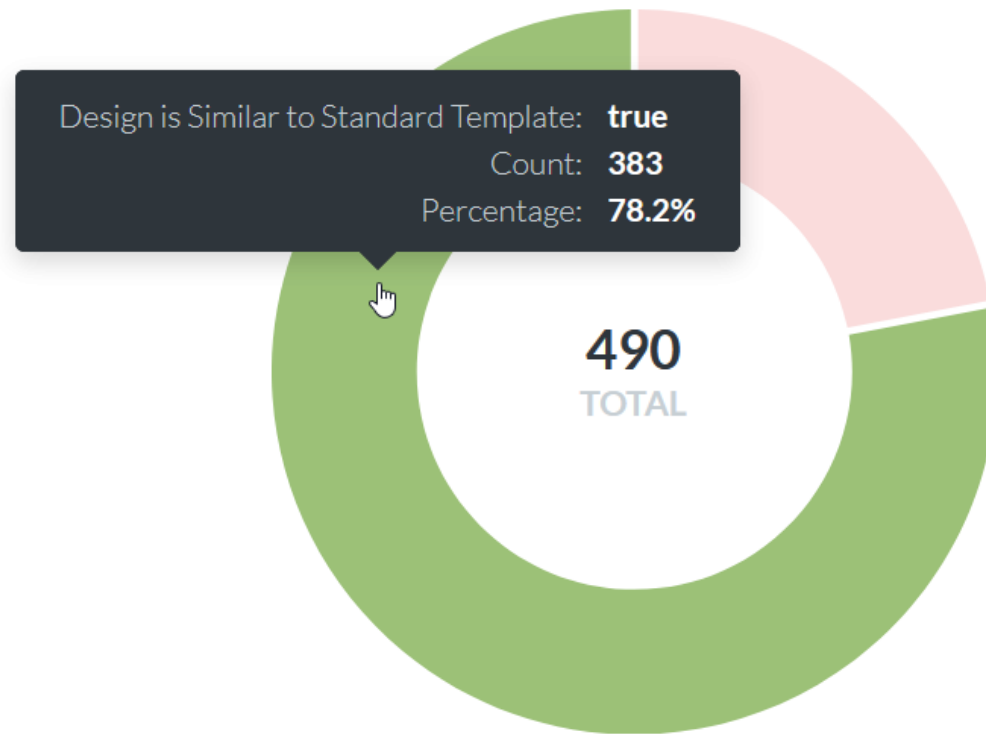 Design is Similar to Standard Template: true
Count: 383
Percentage: 78.2%
490
TOTAL